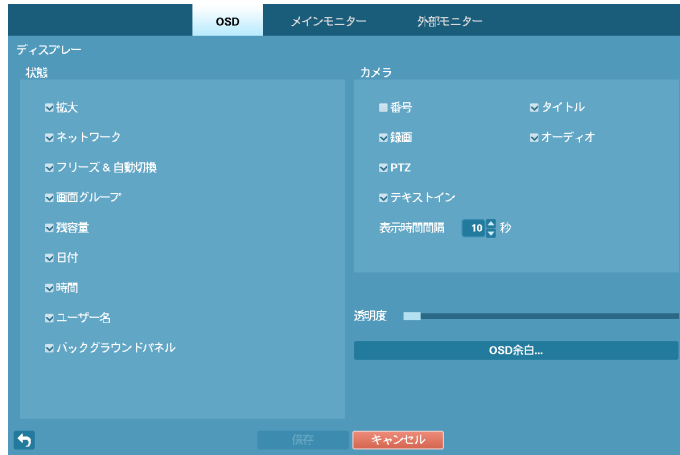 OSD メインモニター 外部モニター
ディスプレー
状態
拡大
ネットワーク
フリーズ & 自動切換
画面グループ
残容量
日付
時間
ユーザー名
バックグラウンドパネル
カメラ
番号 タイトル
録画 オーディオ
PTZ
テキストイン
表示時間間隔 10 秒
透明度
OSD余白...
保存 キャンセル